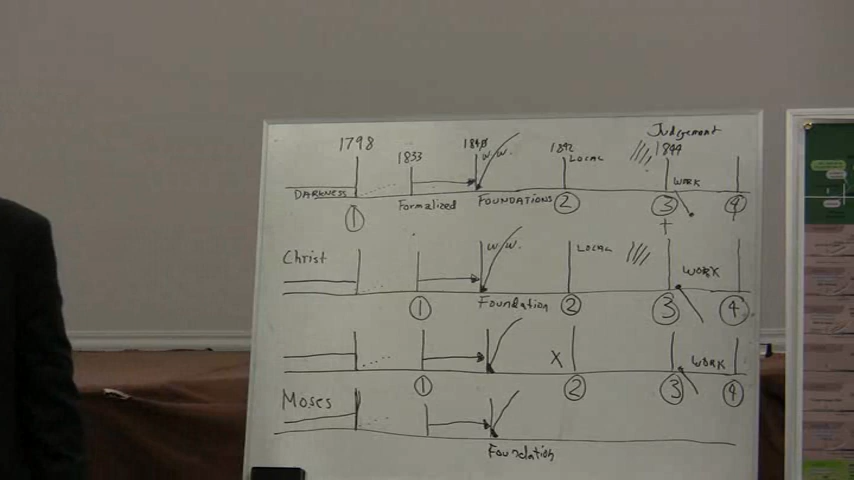 Judgement
1798 1833 1840 W.W. 1842 LOCAL 1844 WORK
DARKNESS Formalized FOUNDATIONS
1 2 3 4
+
Christ W/W. LOCAL WORK
1 Foundation 2 3 4
X WORK
1 2 3 4
Moses
Foundation